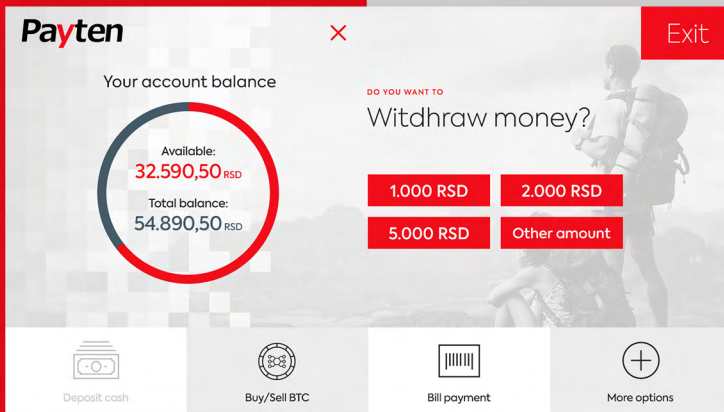 Payten
Exit
Your account balance
Available:
32.590,50 RSD
Total balance:
54.890,50 RSD
DO YOU WANT TO
Witdhraw money?
1.000 RSD
2.000 RSD
5.000 RSD
Other amount
Deposit cash
Buy/Sell BTC
Bill payment
More options